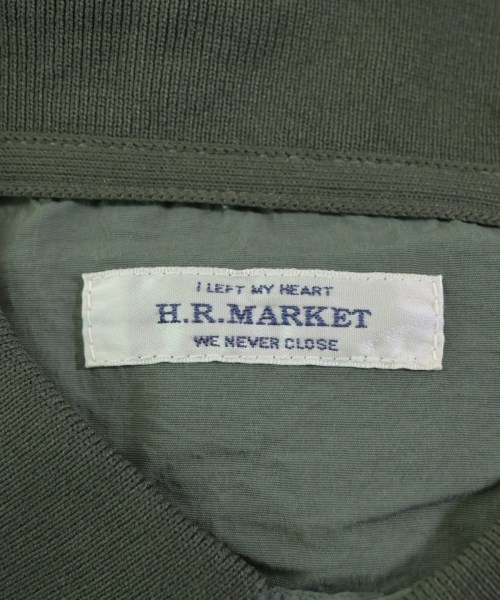 I LEFT MY HEART
H.R.MARKET
WE NEVER CLOSE